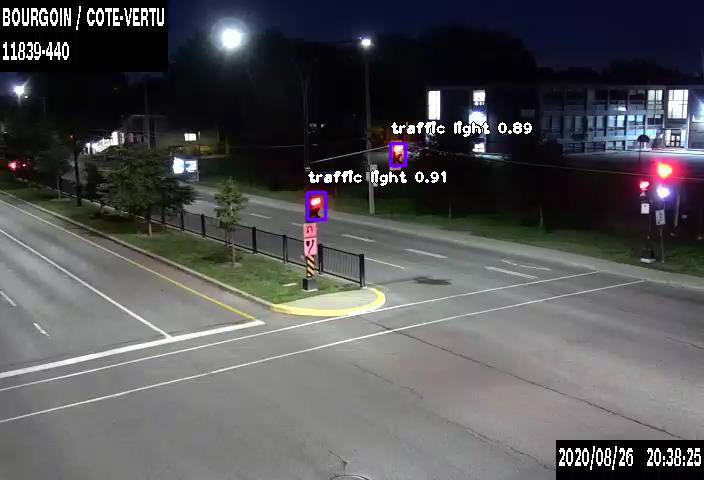 BOURGOIN / COTE-VERTU
11839-440
traffic light 0.89
traffic light 0.91
2020/08/26 20:38:25